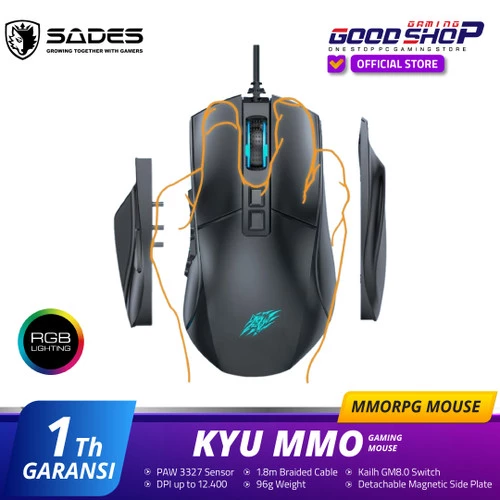 SADES
GROWING TOGETHER WITH GAMERS
GAMING
GOODSHOP
ONE STOP PC GAMING STORE
OFFICIAL STORE
RGB
LIGHTING
MMORPG MOUSE
1Th
GARANSI
KYU MMO
GAMING
MOUSE
• PAW 3327 Sensor • 1.8m Braided Cable • Kailh GM8.0 Switch
• DPI up to 12.400 • 96g Weight • Detachable Magnetic Side Plate